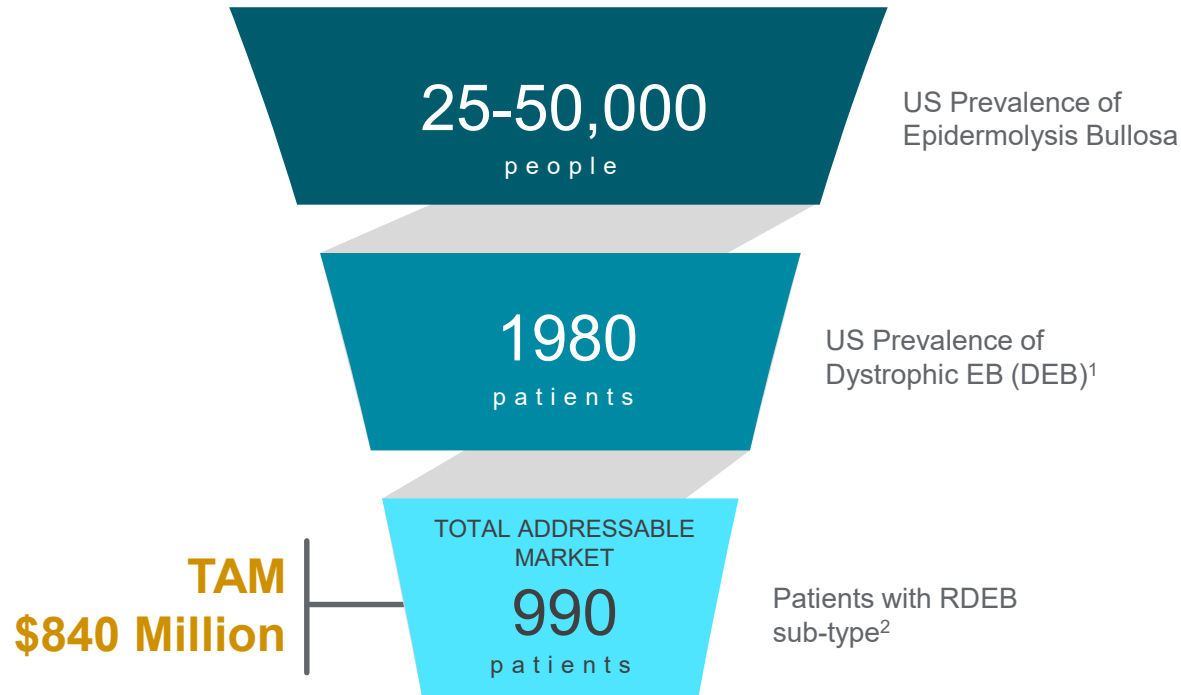 25-50,000
people
US Prevalence of
Epidermolysis Bullosa
1980
patients
US Prevalence of
Dystrophic EB (DEB)¹
TOTAL ADDRESSABLE
MARKET
990
patients
TAM
$840 Million
Patients with RDEB
sub-type²